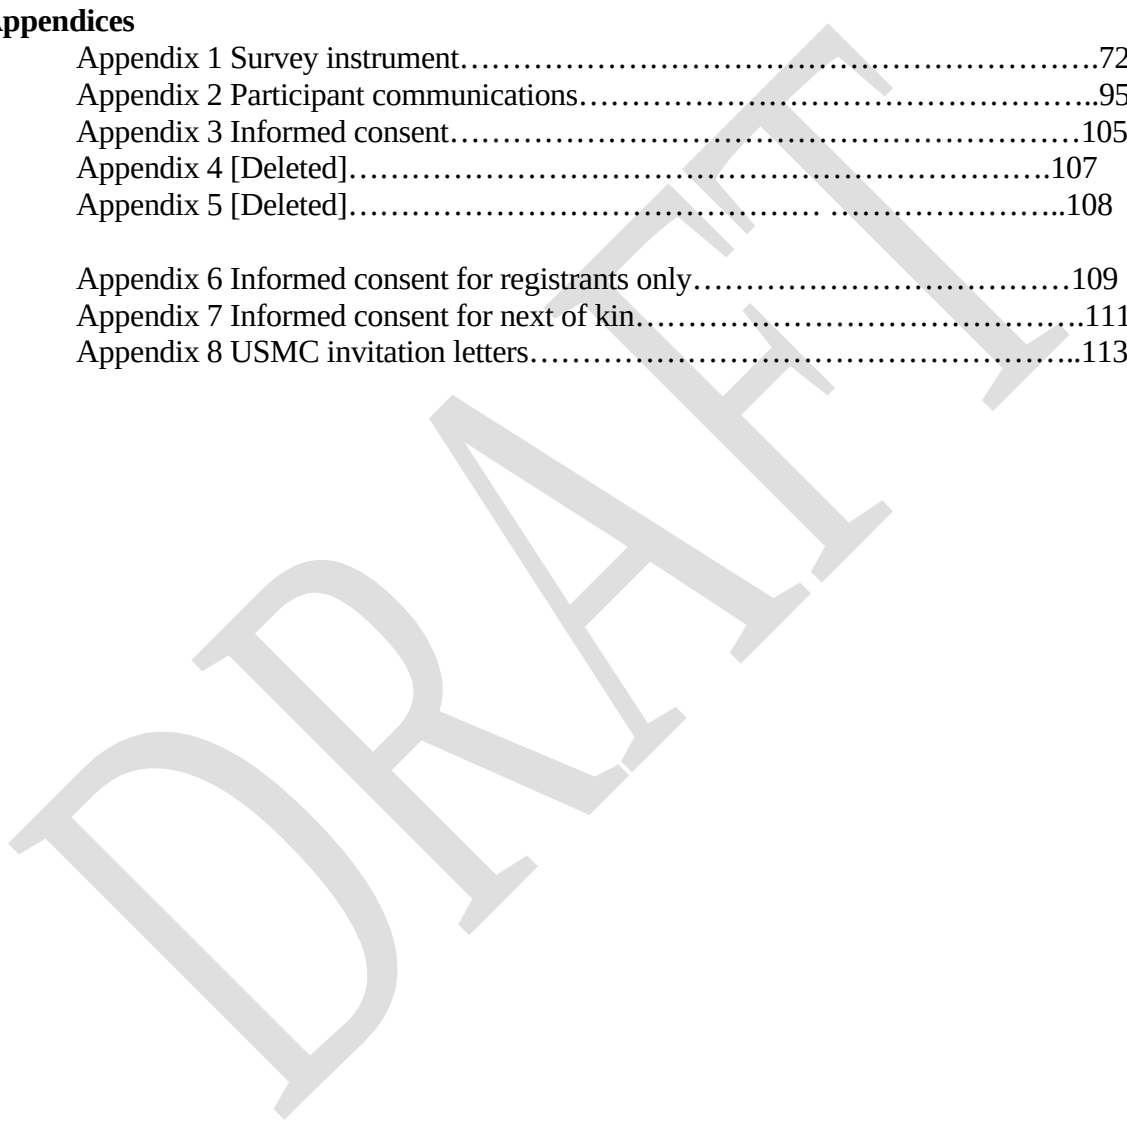 Appendices
Appendix 1 Survey instrument……………………………………………………………….72
Appendix 2 Participant communications…………………………………………………..95
Appendix 3 Informed consent………………………………………………………………105
Appendix 4 [Deleted]…………………………………………………………………….107
Appendix 5 [Deleted]……………………………………………… ……………………..108
Appendix 6 Informed consent for registrants only……………………………………109
Appendix 7 Informed consent for next of kin……………………………………………111
Appendix 8 USMC invitation letters……………………………………………………...113
DRAFT